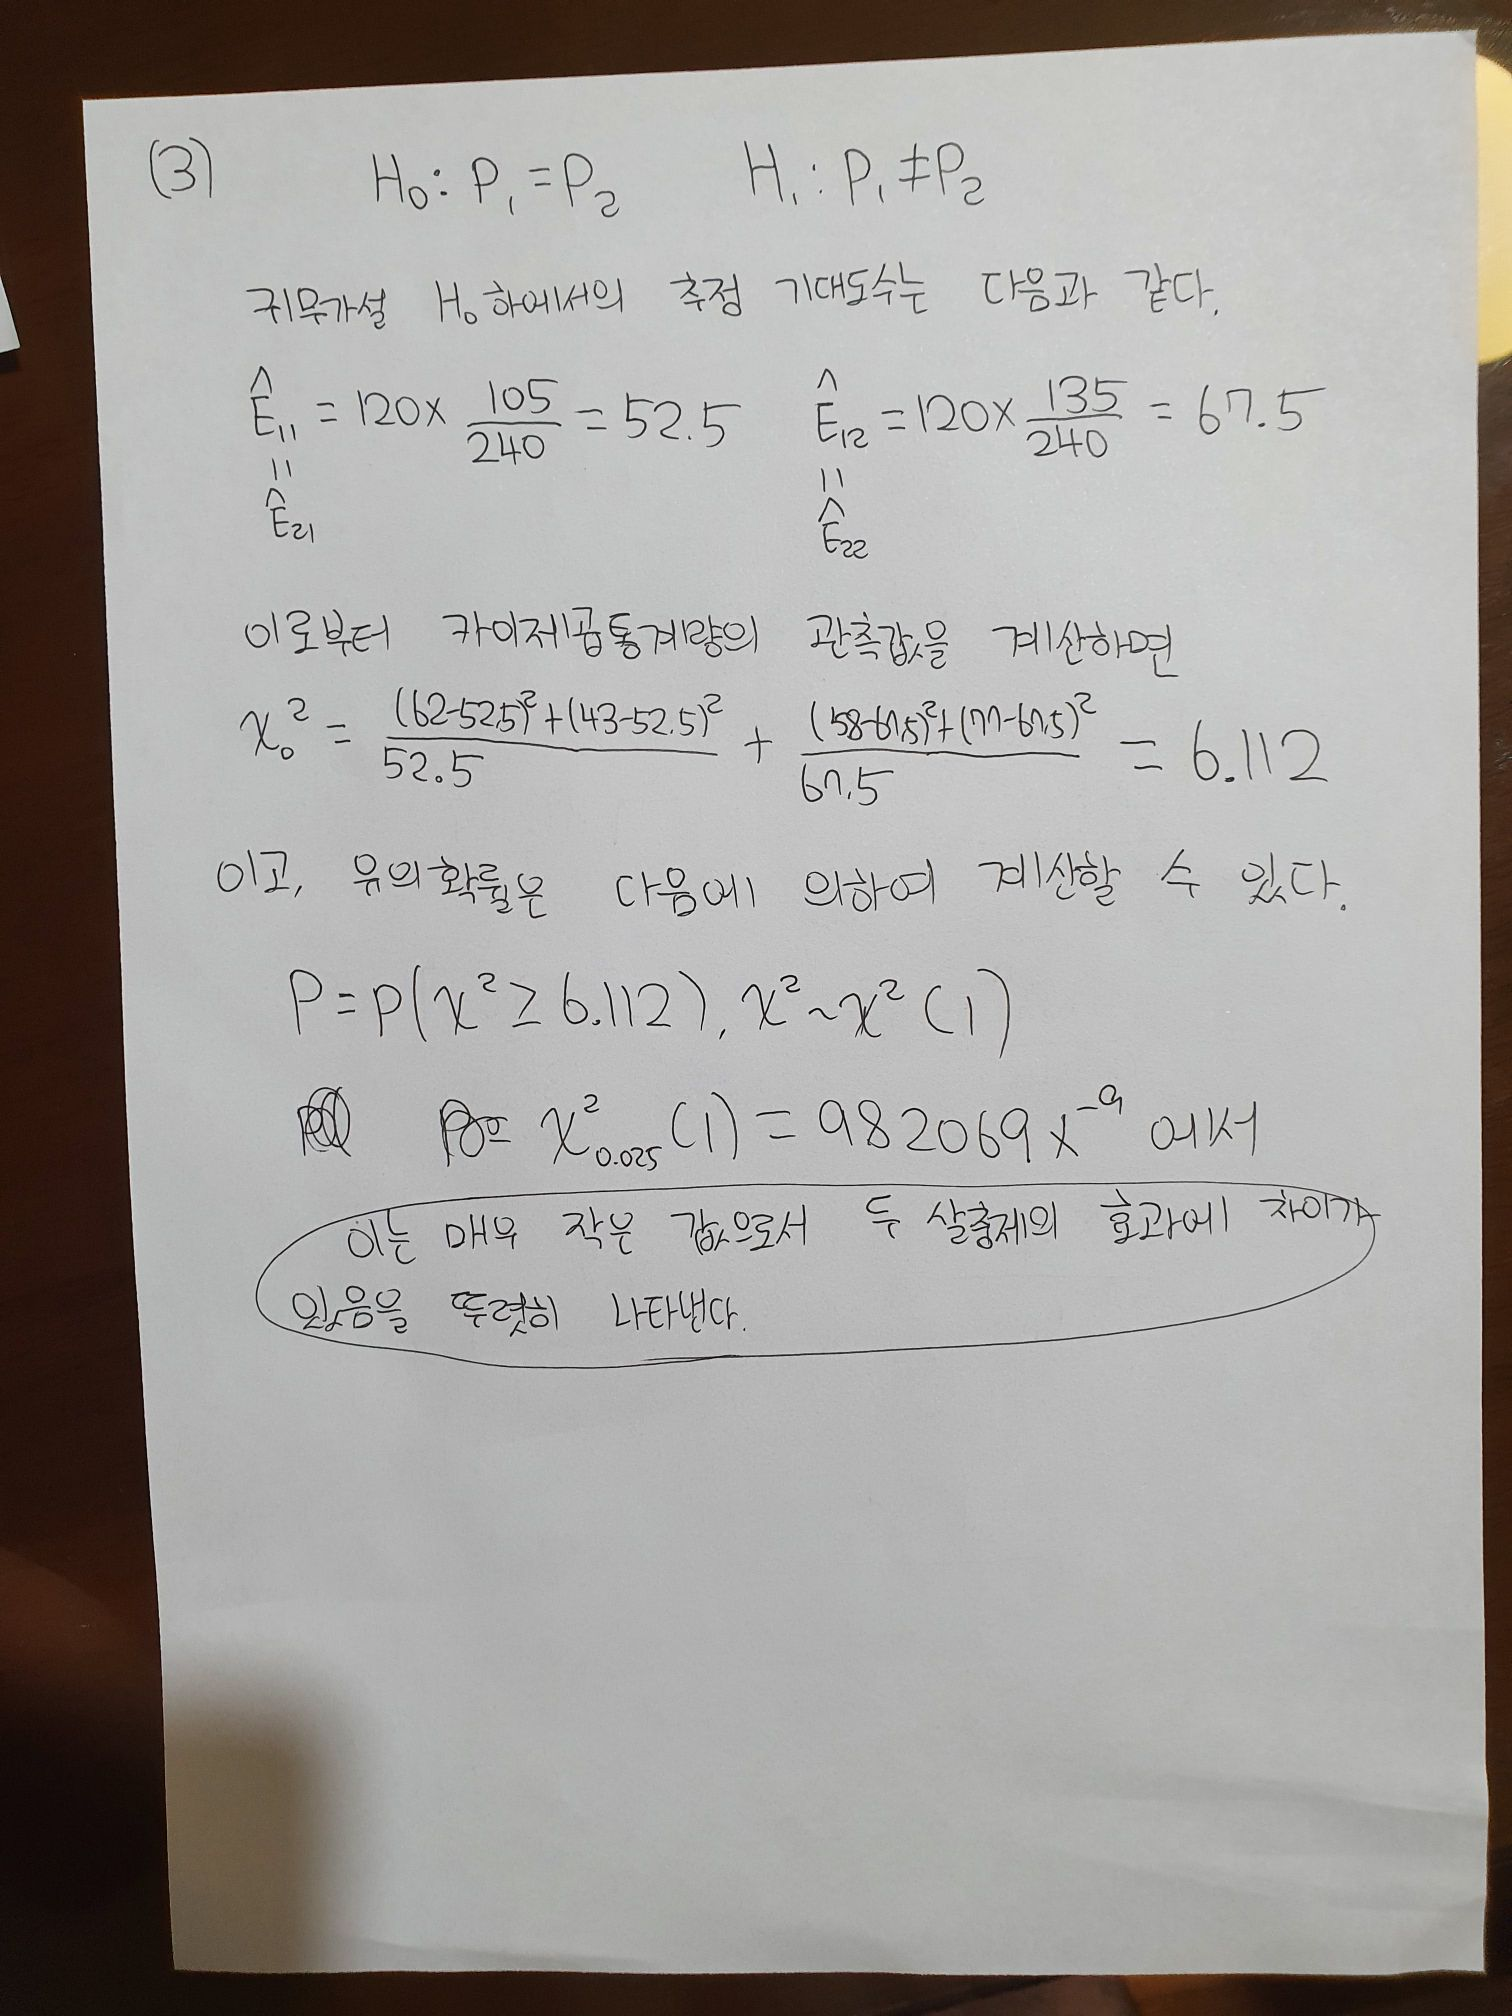 (3) H₀: P₁ = P₂ H₁: P₁ ≠ P₂
귀무가설 H₀하에서의 추정 기대도수는 다음과 같다.
Ê₁₁ = 120 × 105/240 = 52.5 Ê₁₂ = 120 × 135/240 = 67.5
॥ ॥
Ê₂₁ Ê₂₂
이로부터 카이제곱통계량의 관측값을 계산하면
χ₀² = (62-52.5)²+(43-52.5)²/52.5 + (58-67.5)²+(77-67.5)²/67.5 = 6.112
이고, 유의확률은 다음에 의하여 계산할 수 있다.
P = P(χ² ≥ 6.112), χ² ~ χ² (1)
χ²₀.₀₂₅ (1) = 982069 ×⁻⁹ 에서
이는 매우 작은 값으로서 두 살충제의 효과에 차이가
있음을 뚜렷히 나타낸다.